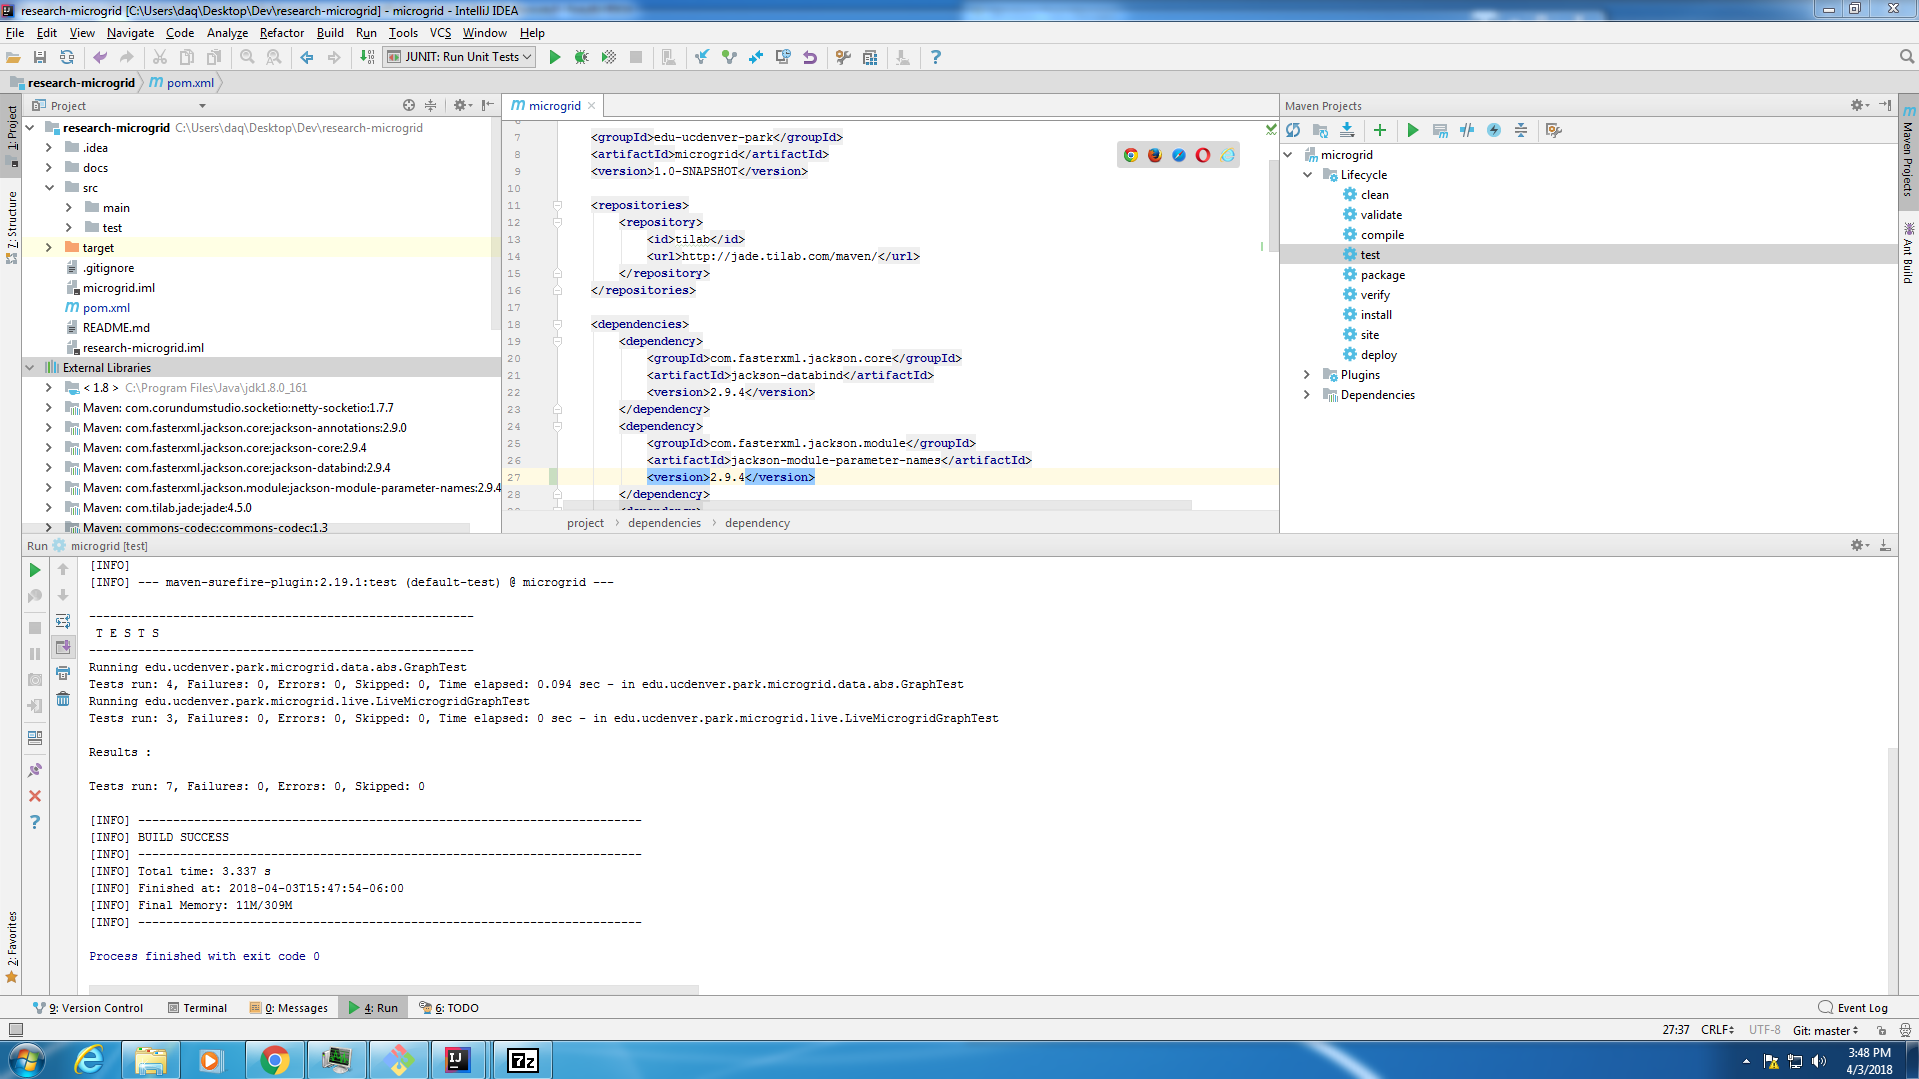 research-microgrid [C:\Users\daq\Desktop\Dev\research-microgrid] - microgrid - IntelliJ IDEA
File Edit View Navigate Code Analyze Refactor Build Run Tools VCS Window Help
JUNIT: Run Unit Tests
research-microgrid pom.xml
1: Project
7: Structure
2: Favorites
Project
research-microgrid C:\Users\daq\Desktop\Dev\research-microgrid
.idea
docs
src
main
test
target
.gitignore
microgrid.iml
pom.xml
README.md
research-microgrid.iml
External Libraries
< 1.8 > C:\Program Files\Java\jdk1.8.0_161
Maven: com.corundumstudio.socketio:netty-socketio:1.7.7
Maven: com.fasterxml.jackson.core:jackson-annotations:2.9.0
Maven: com.fasterxml.jackson.core:jackson-core:2.9.4
Maven: com.fasterxml.jackson.core:jackson-databind:2.9.4
Maven: com.fasterxml.jackson.module:jackson-module-parameter-names:2.9.4
Maven: com.tilab.jade:jade:4.5.0
Maven: commons-codec:commons-codec:1.3
microgrid
7 <groupId>edu-ucdenver-park</groupId>
8 <artifactId>microgrid</artifactId>
9 <version>1.0-SNAPSHOT</version>
10
11 <repositories>
12 <repository>
13 <id>tilab</id>
14 <url>http://jade.tilab.com/maven/</url>
15 </repository>
16 </repositories>
17
18 <dependencies>
19 <dependency>
20 <groupId>com.fasterxml.jackson.core</groupId>
21 <artifactId>jackson-databind</artifactId>
22 <version>2.9.4</version>
23 </dependency>
24 <dependency>
25 <groupId>com.fasterxml.jackson.module</groupId>
26 <artifactId>jackson-module-parameter-names</artifactId>
27 <version>2.9.4</version>
28 </dependency>
project dependencies dependency
Maven Projects
microgrid
Lifecycle
clean
validate
compile
test
package
verify
install
site
deploy
Plugins
Dependencies
Maven Projects
Ant Build
Run microgrid [test]
[INFO]
[INFO] --- maven-surefire-plugin:2.19.1:test (default-test) @ microgrid ---
-------------------------------------------------------
T E S T S
-------------------------------------------------------
Running edu.ucdenver.park.microgrid.data.abs.GraphTest
Tests run: 4, Failures: 0, Errors: 0, Skipped: 0, Time elapsed: 0.094 sec - in edu.ucdenver.park.microgrid.data.abs.GraphTest
Running edu.ucdenver.park.microgrid.live.LiveMicrogridGraphTest
Tests run: 3, Failures: 0, Errors: 0, Skipped: 0, Time elapsed: 0 sec - in edu.ucdenver.park.microgrid.live.LiveMicrogridGraphTest
Results :
Tests run: 7, Failures: 0, Errors: 0, Skipped: 0
[INFO] ------------------------------------------------------------------------
[INFO] BUILD SUCCESS
[INFO] ------------------------------------------------------------------------
[INFO] Total time: 3.337 s
[INFO] Finished at: 2018-04-03T15:47:54-06:00
[INFO] Final Memory: 11M/309M
[INFO] ------------------------------------------------------------------------
Process finished with exit code 0
9: Version Control Terminal 0: Messages 4: Run 6: TODO Event Log
27:37 CRLF UTF-8 Git: master
IJ 7z
3:48 PM
4/3/2018